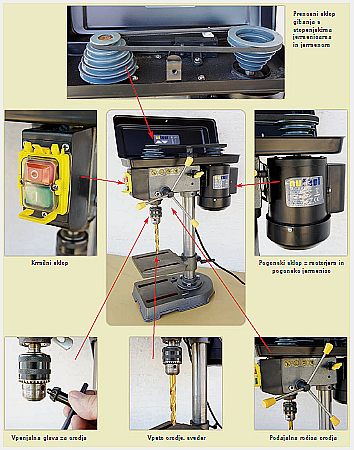 Prenosni sklop
gibanja s
stopenjskima
jermenicama
in jermenom
Krmilni sklop
Pogonski sklop z motorjem in
pogonsko jermenico
Vpenjalna glava za orodje
Vpeto orodje, sveder
Podajalna ročica orodja